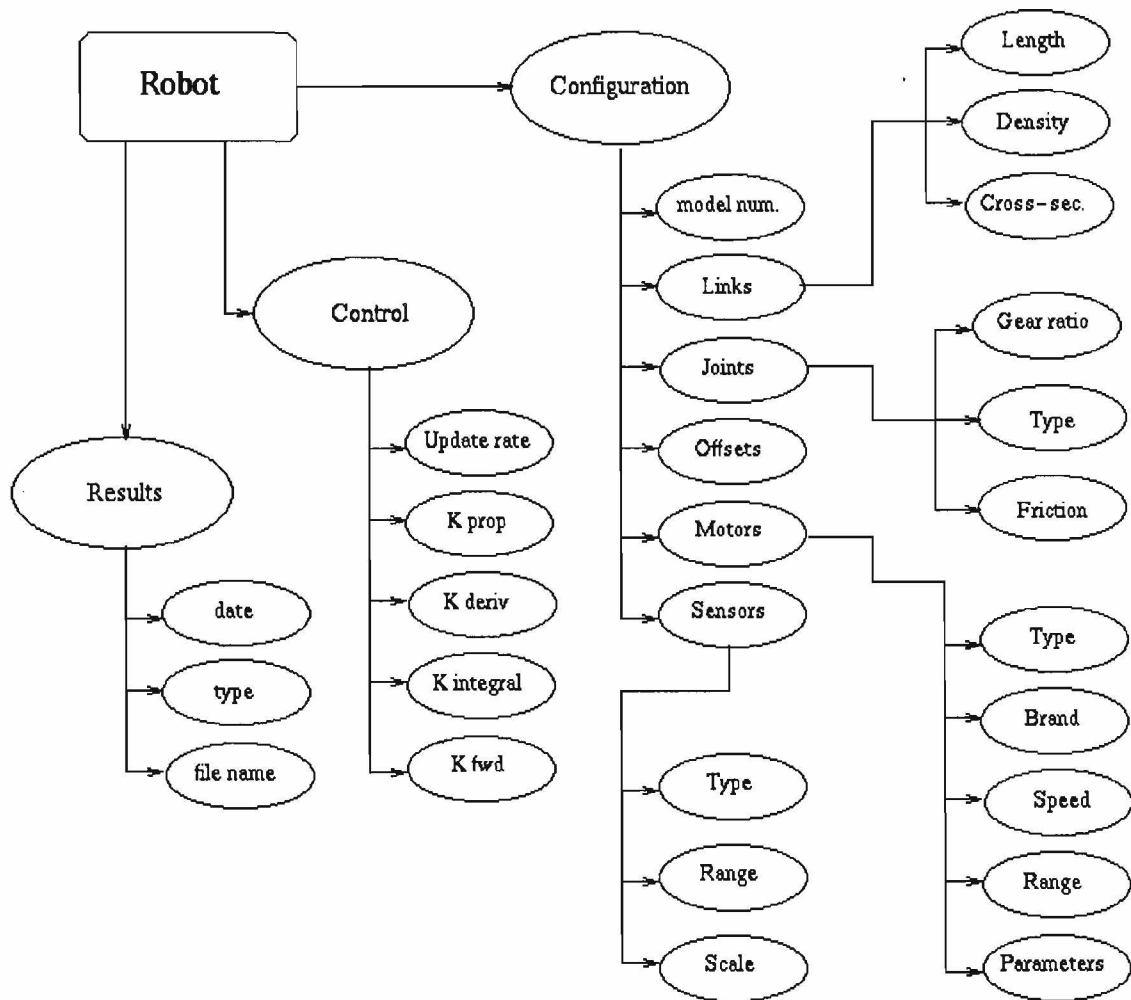 Robot
Configuration
Length
Density
Cross-sec.
model num.
Links
Control
Gear ratio
Joints
Type
Update rate
Offsets
Results
Friction
K prop
Motors
date
K deriv
Sensors
Type
type
K integral
Brand
file name
K fwd
Type
Speed
Range
Range
Scale
Parameters